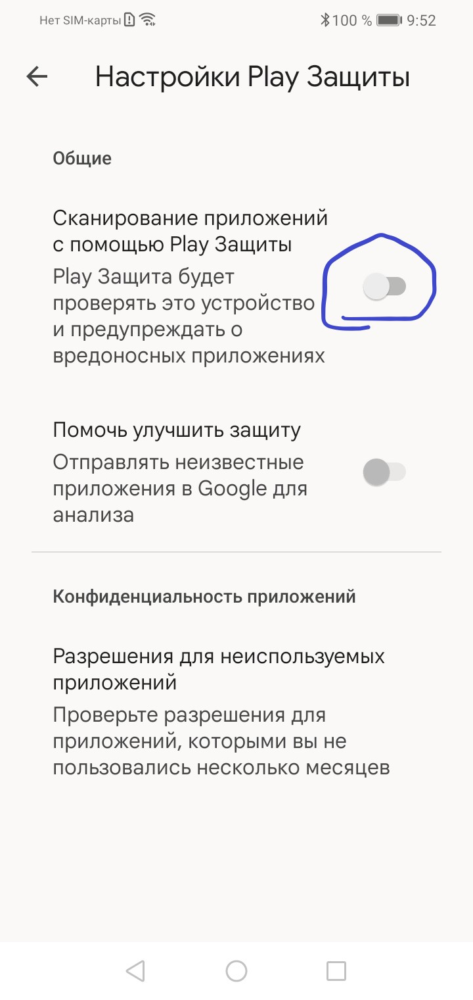 Нет SIM-карты 100 % 9:52
Настройки Play Защиты
Общие
Сканирование приложений
с помощью Play Защиты
Play Защита будет
проверять это устройство
и предупреждать о
вредоносных приложениях
Помочь улучшить защиту
Отправлять неизвестные
приложения в Google для
анализа
Конфиденциальность приложений
Разрешения для неиспользуемых
приложений
Проверьте разрешения для
приложений, которыми вы не
пользовались несколько месяцев